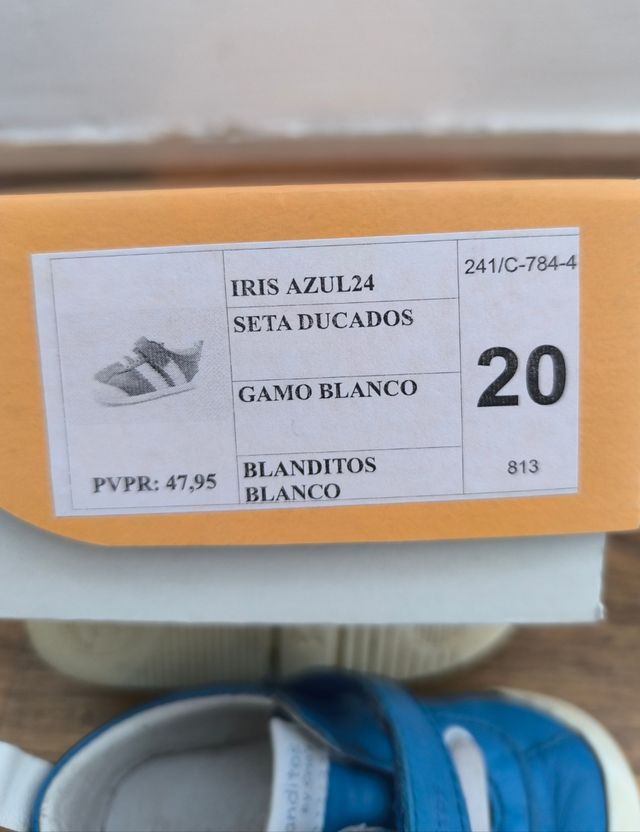 IRIS AZUL24
SETA DUCADOS
GAMO BLANCO
BLANDITOS
BLANCO
PVPR: 47,95
241/C-784-4
20
813